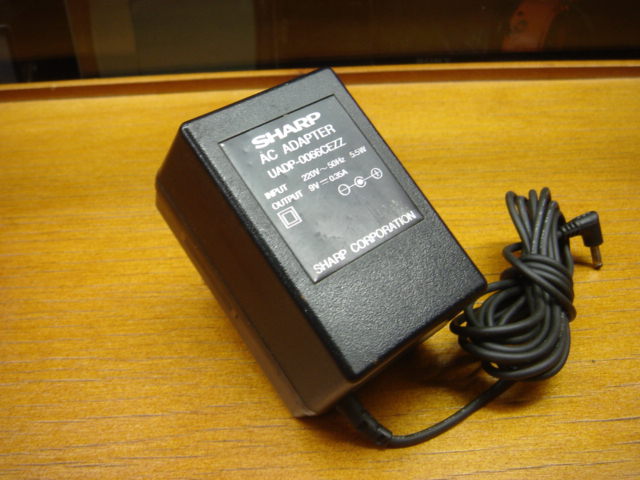 SHARP
AC ADAPTER
UADP-0066CEZZ
INPUT 220V~50Hz 5.5W
OUTPUT 9V⎓0.35A
SHARP CORPORATION